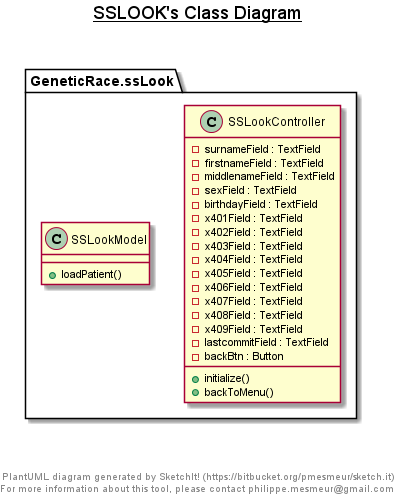 SSLOOK's Class Diagram
GeneticRace.ssLook
C SSLookModel
loadPatient()
C SSLookController
surnameField : TextField
firstnameField : TextField
middlenameField : TextField
sexField : TextField
birthdayField : TextField
x401Field : TextField
x402Field : TextField
x403Field : TextField
x404Field : TextField
x405Field : TextField
x406Field : TextField
x407Field : TextField
x408Field : TextField
x409Field : TextField
lastcommitField : TextField
backBtn : Button
initialize()
backToMenu()
PlantUML diagram generated by SketchIt! (https://bitbucket.org/pmesmeur/sketch.it)
For more information about this tool, please contact philippe.mesmeur@gmail.com